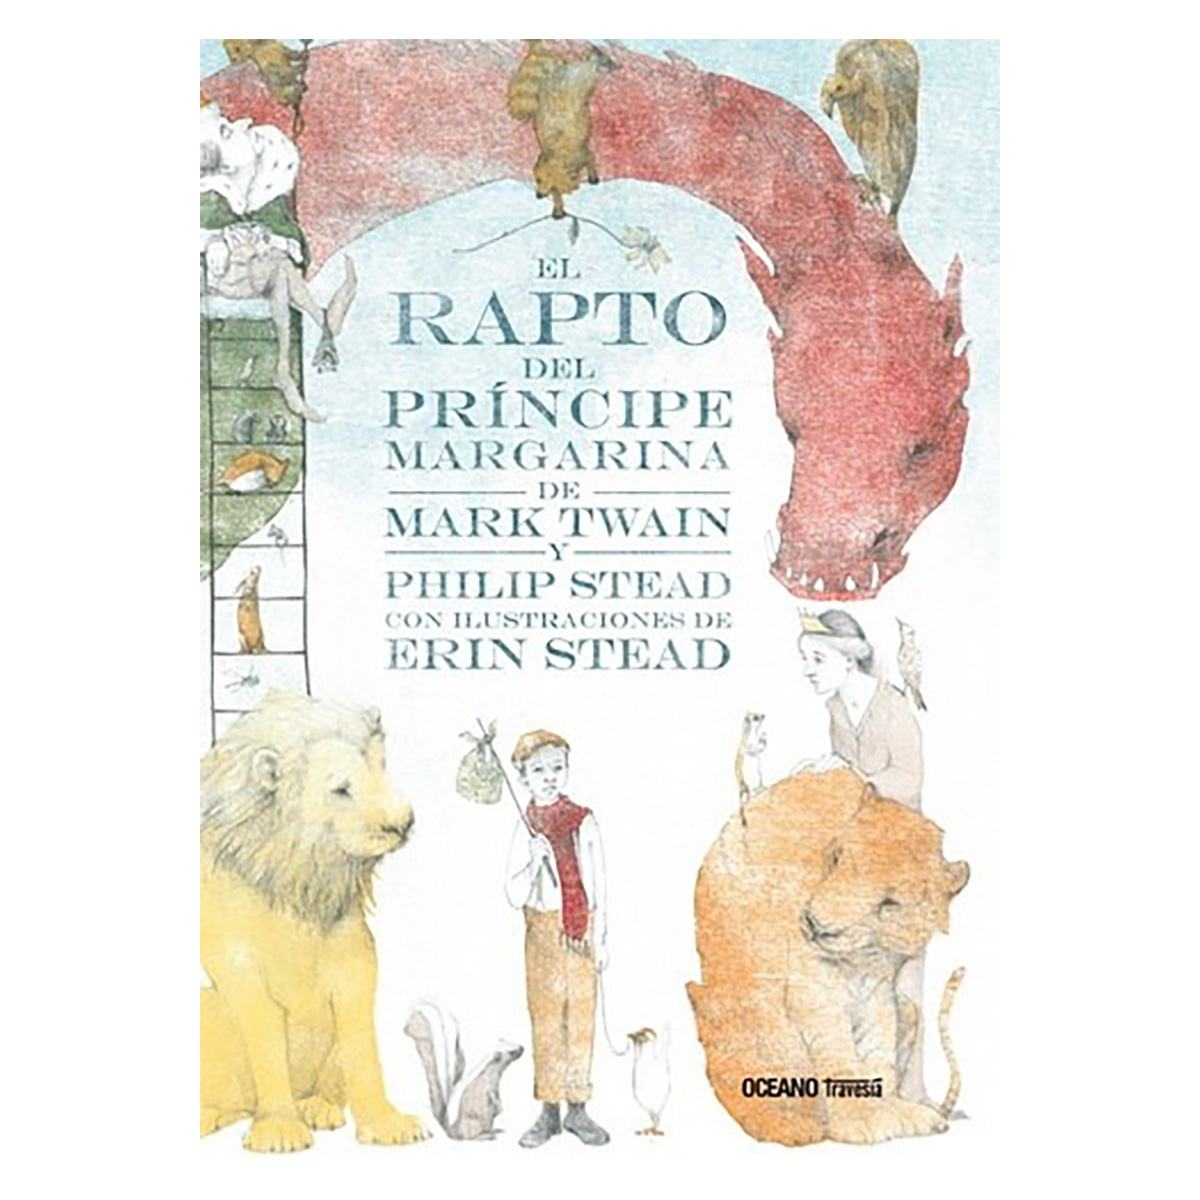 EL
RAPTO
DEL
PRÍNCIPE
MARGARINA
DE
MARK TWAIN
Y
PHILIP STEAD
CON ILUSTRACIONES DE
ERIN STEAD
OCEANO Travesía